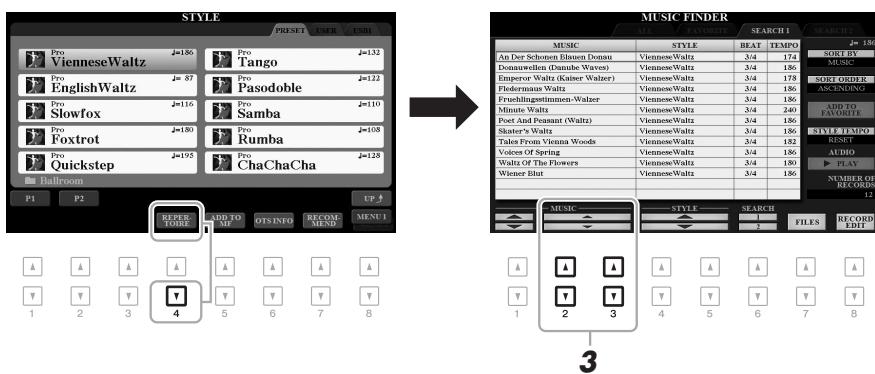 STYLE
PRESET USER USB1
Pro ♩=186
VienneseWaltz
Pro ♩=132
Tango
Pro ♩= 87
EnglishWaltz
Pro ♩=122
Pasodoble
Pro ♩=116
Slowfox
Pro ♩=110
Samba
Pro ♩=180
Foxtrot
Pro ♩=108
Rumba
Pro ♩=195
Quickstep
Pro ♩=128
ChaChaCha
Ballroom
P1 P2 UP
REPER-
TOIRE
ADD TO
MF
OTS INFO
RECOM-
MEND
MENU 1
1 2 3 4 5 6 7 8
MUSIC FINDER
ALL FAVORITE SEARCH 1 SEARCH 2
MUSIC STYLE BEAT TEMPO
An Der Schonen Blauen Donau VienneseWaltz 3/4 174
Donauwellen (Danube Waves) VienneseWaltz 3/4 186
Emperor Waltz (Kaiser Walzer) VienneseWaltz 3/4 178
Fledermaus Waltz VienneseWaltz 3/4 186
Fruehlingsstimmen-Walzer VienneseWaltz 3/4 186
Minute Waltz VienneseWaltz 3/4 240
Poet And Peasant (Waltz) VienneseWaltz 3/4 186
Skater's Waltz VienneseWaltz 3/4 186
Tales From Vienna Woods VienneseWaltz 3/4 182
Voices Of Spring VienneseWaltz 3/4 186
Waltz Of The Flowers VienneseWaltz 3/4 180
Wiener Blut VienneseWaltz 3/4 186
♩= 186
SORT BY
MUSIC
SORT ORDER
ASCENDING
ADD TO
FAVORITE
STYLE TEMPO
RESET
AUDIO
PLAY
NUMBER OF
RECORDS
12
MUSIC STYLE SEARCH
1
2
FILES
RECORD
EDIT
1 2 3 4 5 6 7 8
3